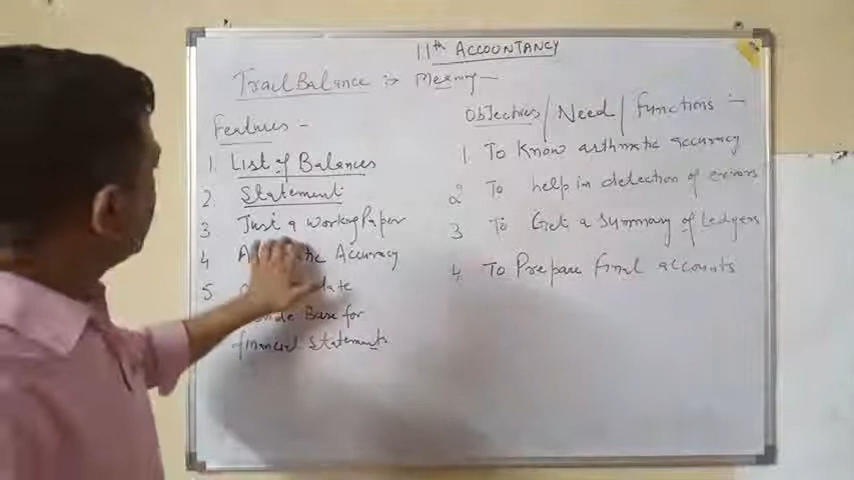 11th ACCOUNTANCY
Trail Balance :- Meaning -
Features -
1. List of Balances
2. Statement
3 Just a Working Paper
4 Accuracy
5
Base for
financial Statements
Objectives / Need / functions :-
1. To Know arthmatic accuracy
2 To help in detection of errors
3 To Get a Summary of Ledgers
4 To Prepare final accounts